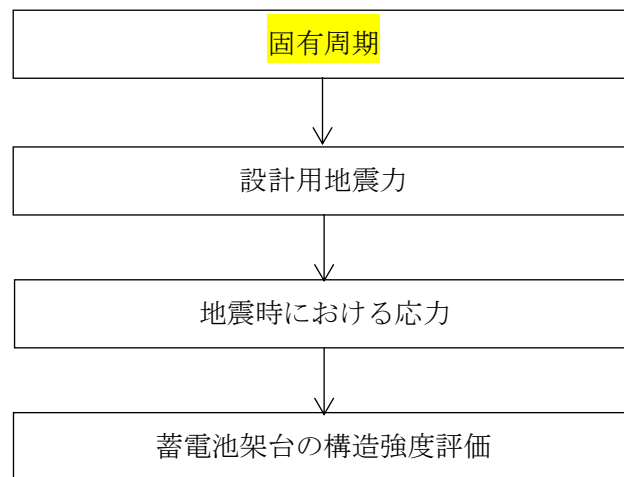 固有周期
設計用地震力
地震時における応力
蓄電池架台の構造強度評価